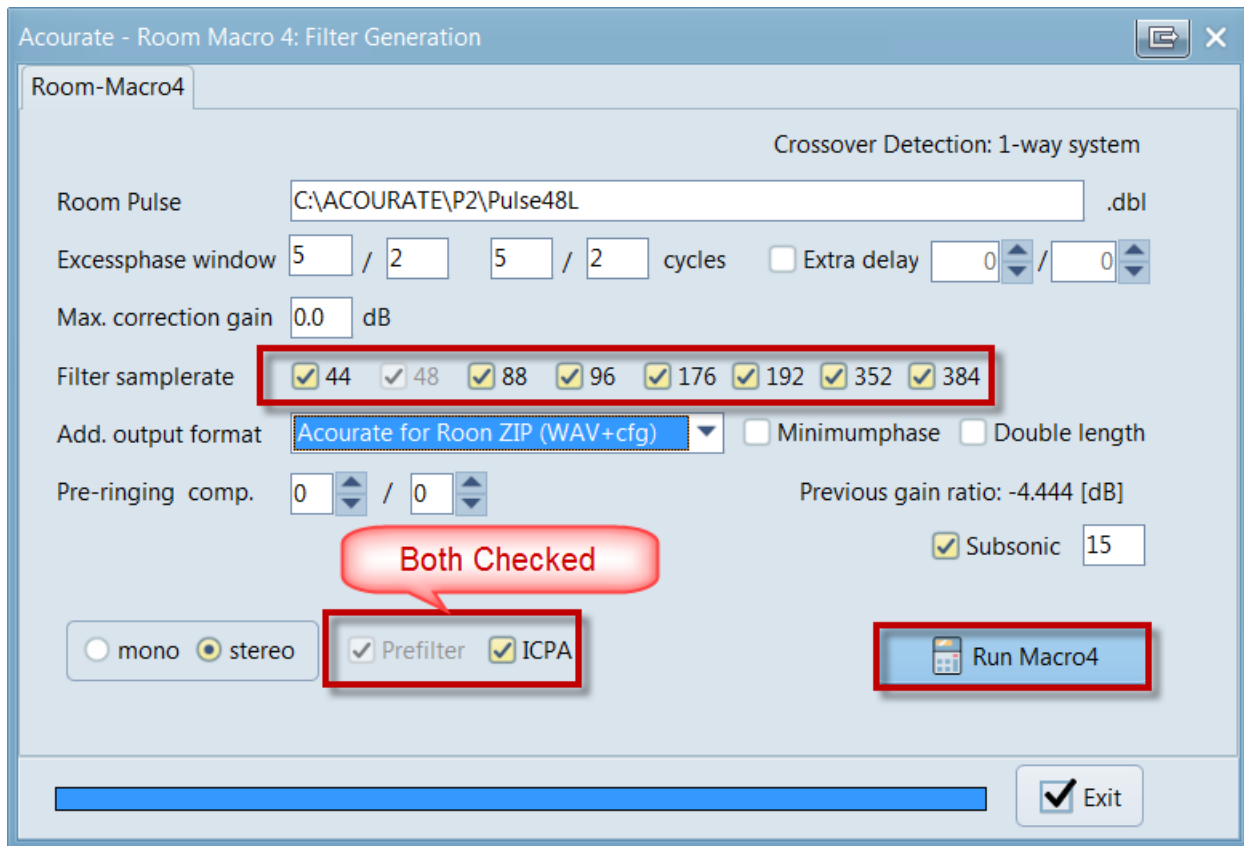 Acourate - Room Macro 4: Filter Generation
Room-Macro4
Crossover Detection: 1-way system
Room Pulse C:\ACOURATE\P2\Pulse48L .dbl
Excessphase window 5 / 2 5 / 2 cycles Extra delay 0 / 0
Max. correction gain 0.0 dB
Filter samplerate 44 48 88 96 176 192 352 384
Add. output format Acourate for Roon ZIP (WAV+cfg) Minimumphase Double length
Pre-ringing comp. 0 / 0 Previous gain ratio: -4.444 [dB]
Subsonic 15
Both Checked
mono stereo Prefilter ICPA Run Macro4
Exit